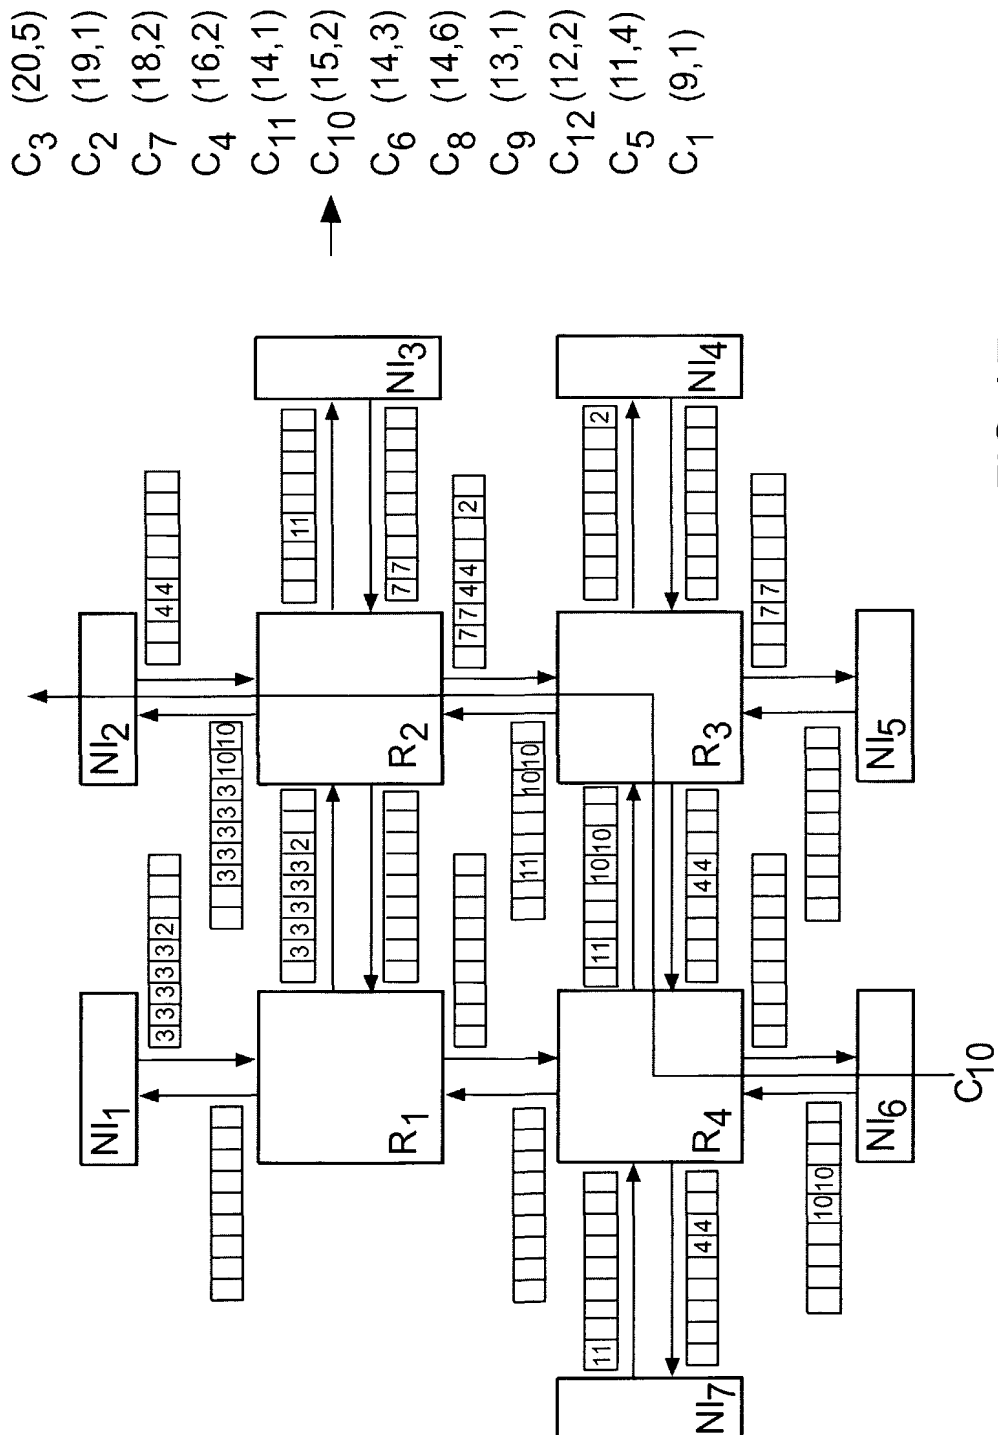 C3 (20,5)
C2 (19,1)
C7 (18,2)
C4 (16,2)
C11 (14,1)
C10 (15,2)
C6 (14,3)
C8 (14,6)
C9 (13,1)
C12 (12,2)
C5 (11,4)
C1 (9,1)
NI1
3 3 3 3 3 2
NI2
4 4
3 3 3 3 3 10 10
R1
3 3 3 3 3 2
R2
11
7 7
NI3
7 7 4 4 2
11 10 10
NI7
11
4 4
R4
11 10 10
4 4
R3
2
NI4
7 7
10 10
NI6
NI5
C10